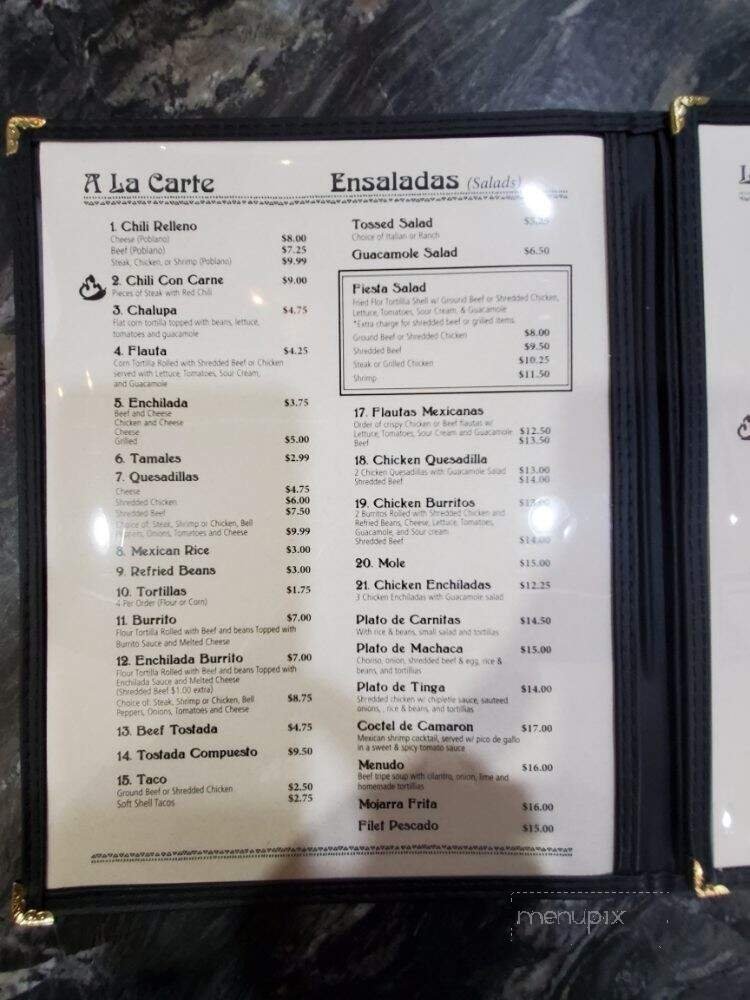 A La Carte
1. Chili Relleno
Cheese (Poblano) $8.00
Beef (Poblano) $7.25
Steak, Chicken, or Shrimp (Poblano) $9.99
2. Chili Con Carne $9.00
Pieces of Steak with Red Chili
3. Chalupa $4.75
Flat corn tortilla topped with beans, lettuce,
tomatoes and guacamole
4. Flauta $4.25
Corn Tortilla Rolled with Shredded Beef or Chicken
served with Lettuce, Tomatoes, Sour Cream,
and Guacamole
5. Enchilada $3.75
Beef and Cheese
Chicken and Cheese
Cheese
Grilled $5.00
6. Tamales $2.99
7. Quesadillas
Cheese $4.75
Shredded Chicken $6.00
Shredded Beef $7.50
Choice of: Steak, Shrimp or Chicken, Bell
Peppers, Onions, Tomatoes and Cheese $9.99
8. Mexican Rice $3.00
9. Refried Beans $3.00
10. Tortillas $1.75
4 Per Order (Flour or Corn)
11. Burrito $7.00
Flour Tortilla Rolled with Beef and beans Topped with
Burrito Sauce and Melted Cheese
12. Enchilada Burrito $7.00
Flour Tortilla Rolled with Beef and beans Topped with
Enchilada Sauce and Melted Cheese
(Shredded Beef $1.00 extra)
Choice of: Steak, Shrimp or Chicken, Bell $8.75
Peppers, Onions, Tomatoes and Cheese
13. Beef Tostada $4.75
14. Tostada Compuesto $9.50
15. Taco
Ground Beef or Shredded Chicken $2.50
Soft Shell Tacos $2.75
Ensaladas (Salads)
Tossed Salad
Choice of Italian or Ranch
Guacamole Salad $6.50
Fiesta Salad
Fried Flor Tortillla Shell w/ Ground Beef or Shredded Chicken,
Lettuce, Tomatoes, Sour Cream, & Guacamole
*Extra charge for shredded beef or grilled items.
Ground Beef or Shredded Chicken $8.00
Shredded Beef $9.50
Steak or Grilled Chicken $10.25
Shrimp $11.50
17. Flautas Mexicanas
Order of crispy Chicken or Beef flautas w/
Lettuce, Tomatoes, Sour Cream and Guacamole $12.50
Beef $13.50
18. Chicken Quesadilla
2 Chicken Quesadillas with Guacamole Salad $13.00
Shredded Beef $14.00
19. Chicken Burritos
2 Burritos Rolled with Shredded Chicken and
Refried Beans, Cheese, Lettuce, Tomatoes,
Guacamole, and Sour cream
Shredded Beef $14.00
20. Mole $15.00
21. Chicken Enchiladas $12.25
3 Chicken Enchiladas with Guacamole salad
Plato de Carnitas $14.50
With rice & beans, small salad and tortillas
Plato de Machaca $15.00
Choriso, onion, shredded beef & egg, rice &
beans, and tortillias
Plato de Tinga $14.00
Shredded chicken w/ chipletle sauce, sauteed
onions, , rice & beans, and tortillias
Coctel de Camaron $17.00
Mexican shrimp cocktail, served w/ pico de gallo
in a sweet & spicy tomato sauce
Menudo $16.00
Beef tripe soup with cilantro, onion, lime and
homemade tortillias
Mojarra Frita $16.00
Filet Pescado $15.00
menupix